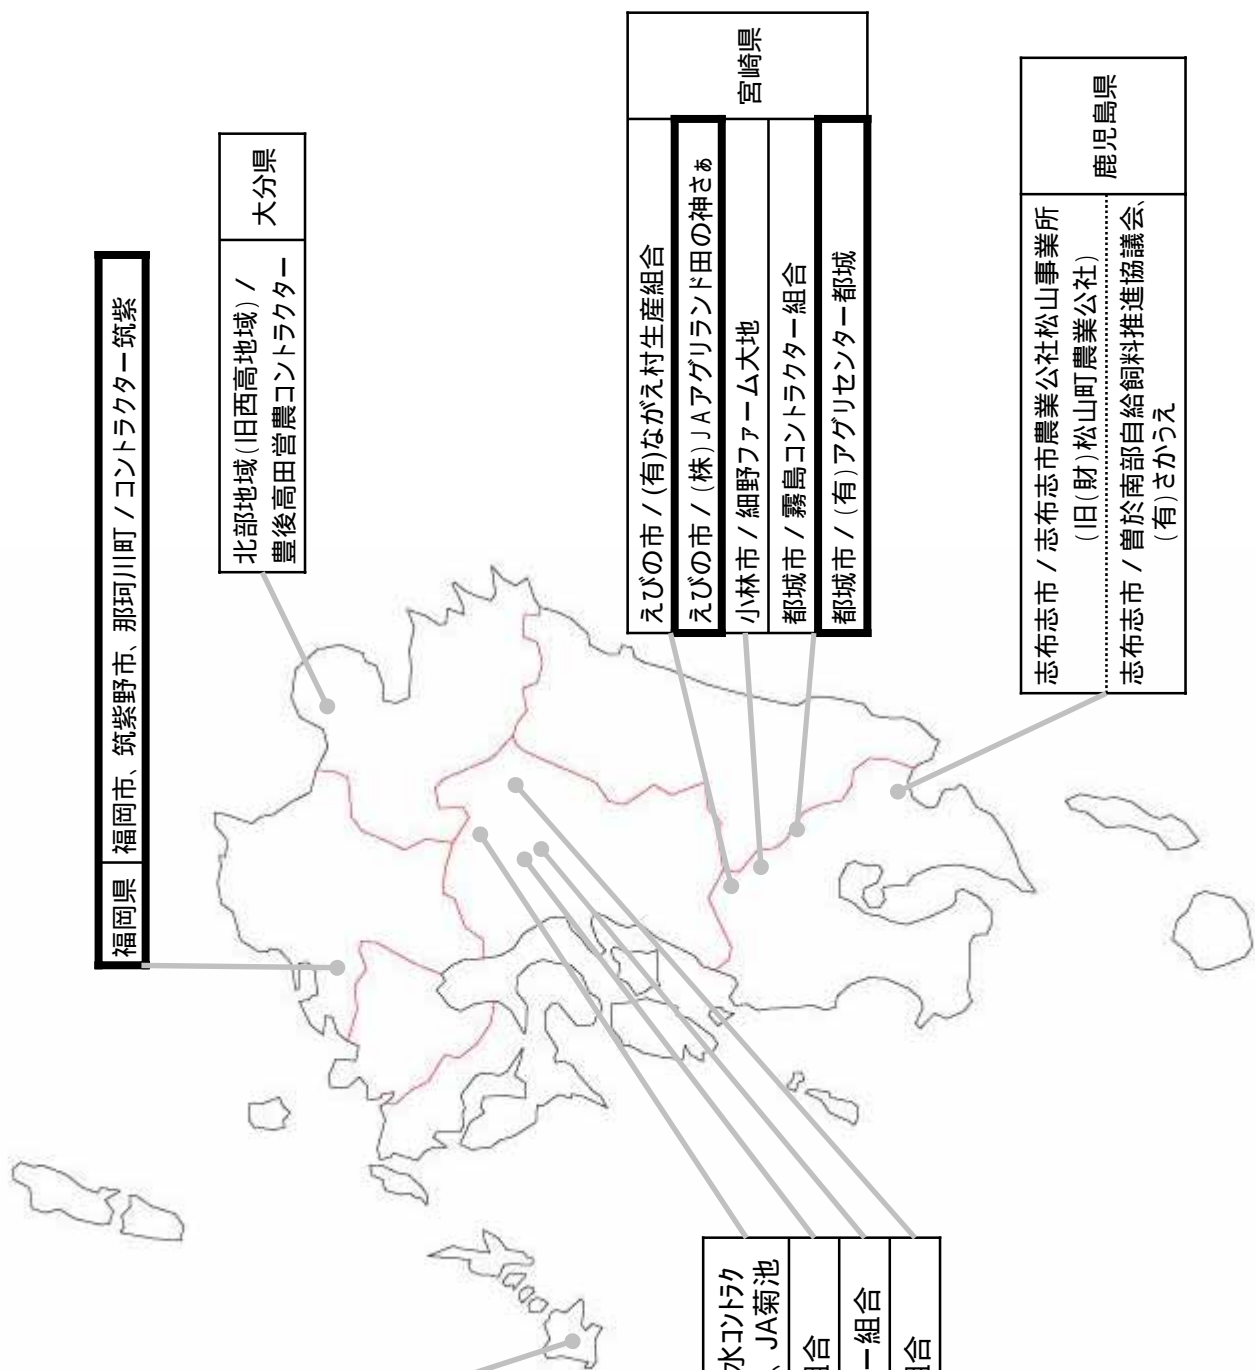 福岡県 福岡市、筑紫野市、那珂川町 / コントラクター筑紫
北部地域(旧西高地域) /
豊後高田営農コントラクター
大分県
えびの市 / (有)ながえ村生産組合
えびの市 / (株)JAアグリランド田の神さぁ
小林市 / 細野ファーム大地
都城市 / 霧島コントラクター組合
都城市 / (有)アグリセンター都城
宮崎県
志布志市 / 志布志市農業公社松山事業所
(旧(財)松山町農業公社)
志布志市 / 曽於南部自給飼料推進協議会、
(有)さかうえ
鹿児島県
水コントラク
、JA菊池
組合
ー組合
組合